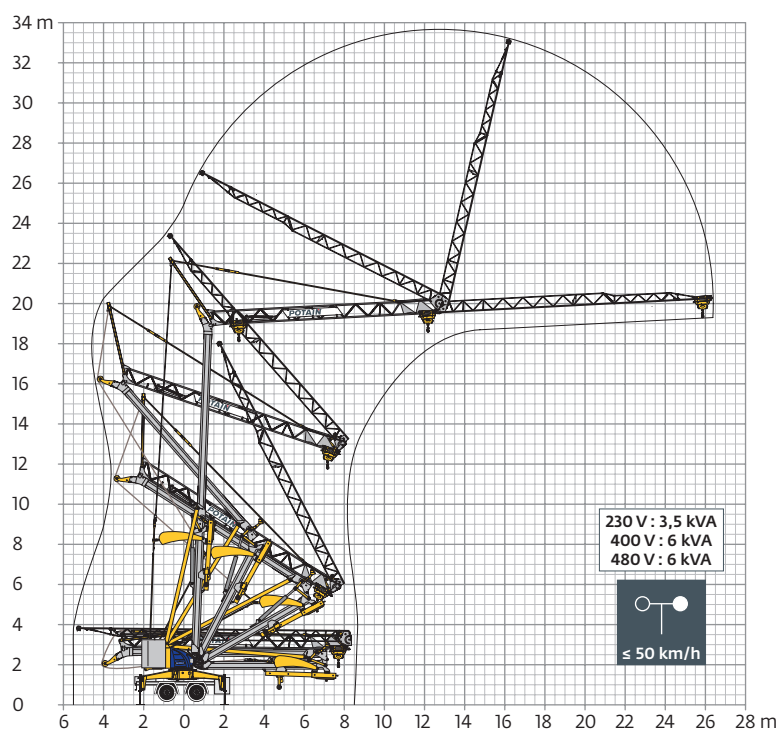 34 m
32
30
28
26
24
22
20
18
16
14
12
10
8
6
4
2
0
POTAIN
POTAIN
POTAIN
230 V : 3,5 kVA
400 V : 6 kVA
480 V : 6 kVA
≤ 50 km/h
6 4 2 0 2 4 6 8 10 12 14 16 18 20 22 24 26 28 m